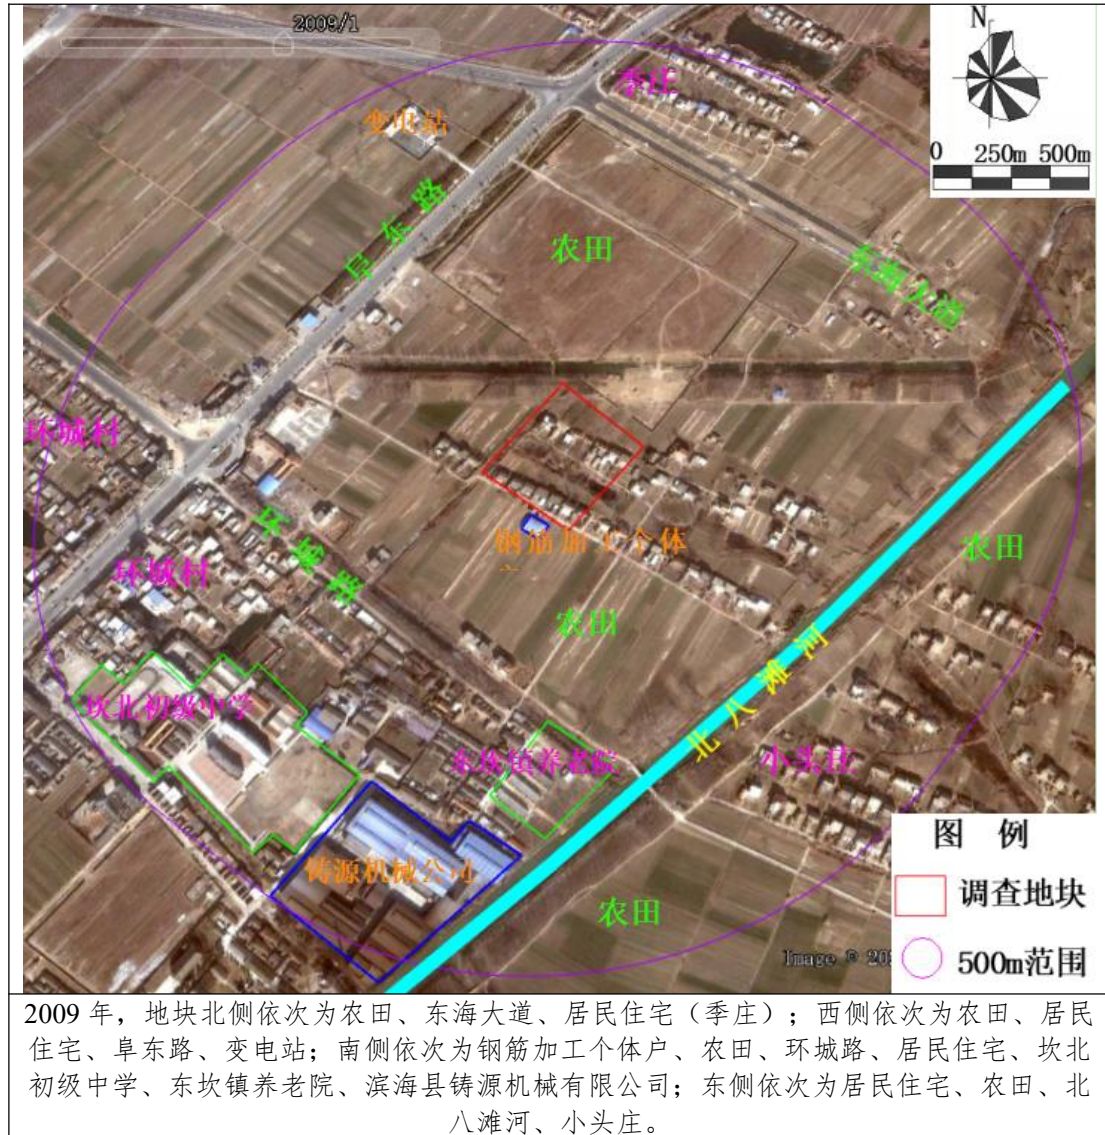 2009/1
N
0 250m 500m
季庄
变电站
阜东路
农田
东海大道
环城村
钢筋加工个体
农田
环城路
环城村
农田
北八滩河
坎北初级中学
东坎镇养老院
小头庄
铸源机械公司
农田
Image © 20
图 例
调查地块
500m范围
2009 年，地块北侧依次为农田、东海大道、居民住宅（季庄）；西侧依次为农田、居
民住宅、阜东路、变电站；南侧依次为钢筋加工个体户、农田、环城路、居民住宅、坎北
初级中学、东坎镇养老院、滨海县铸源机械有限公司；东侧依次为居民住宅、农田、北
八滩河、小头庄。